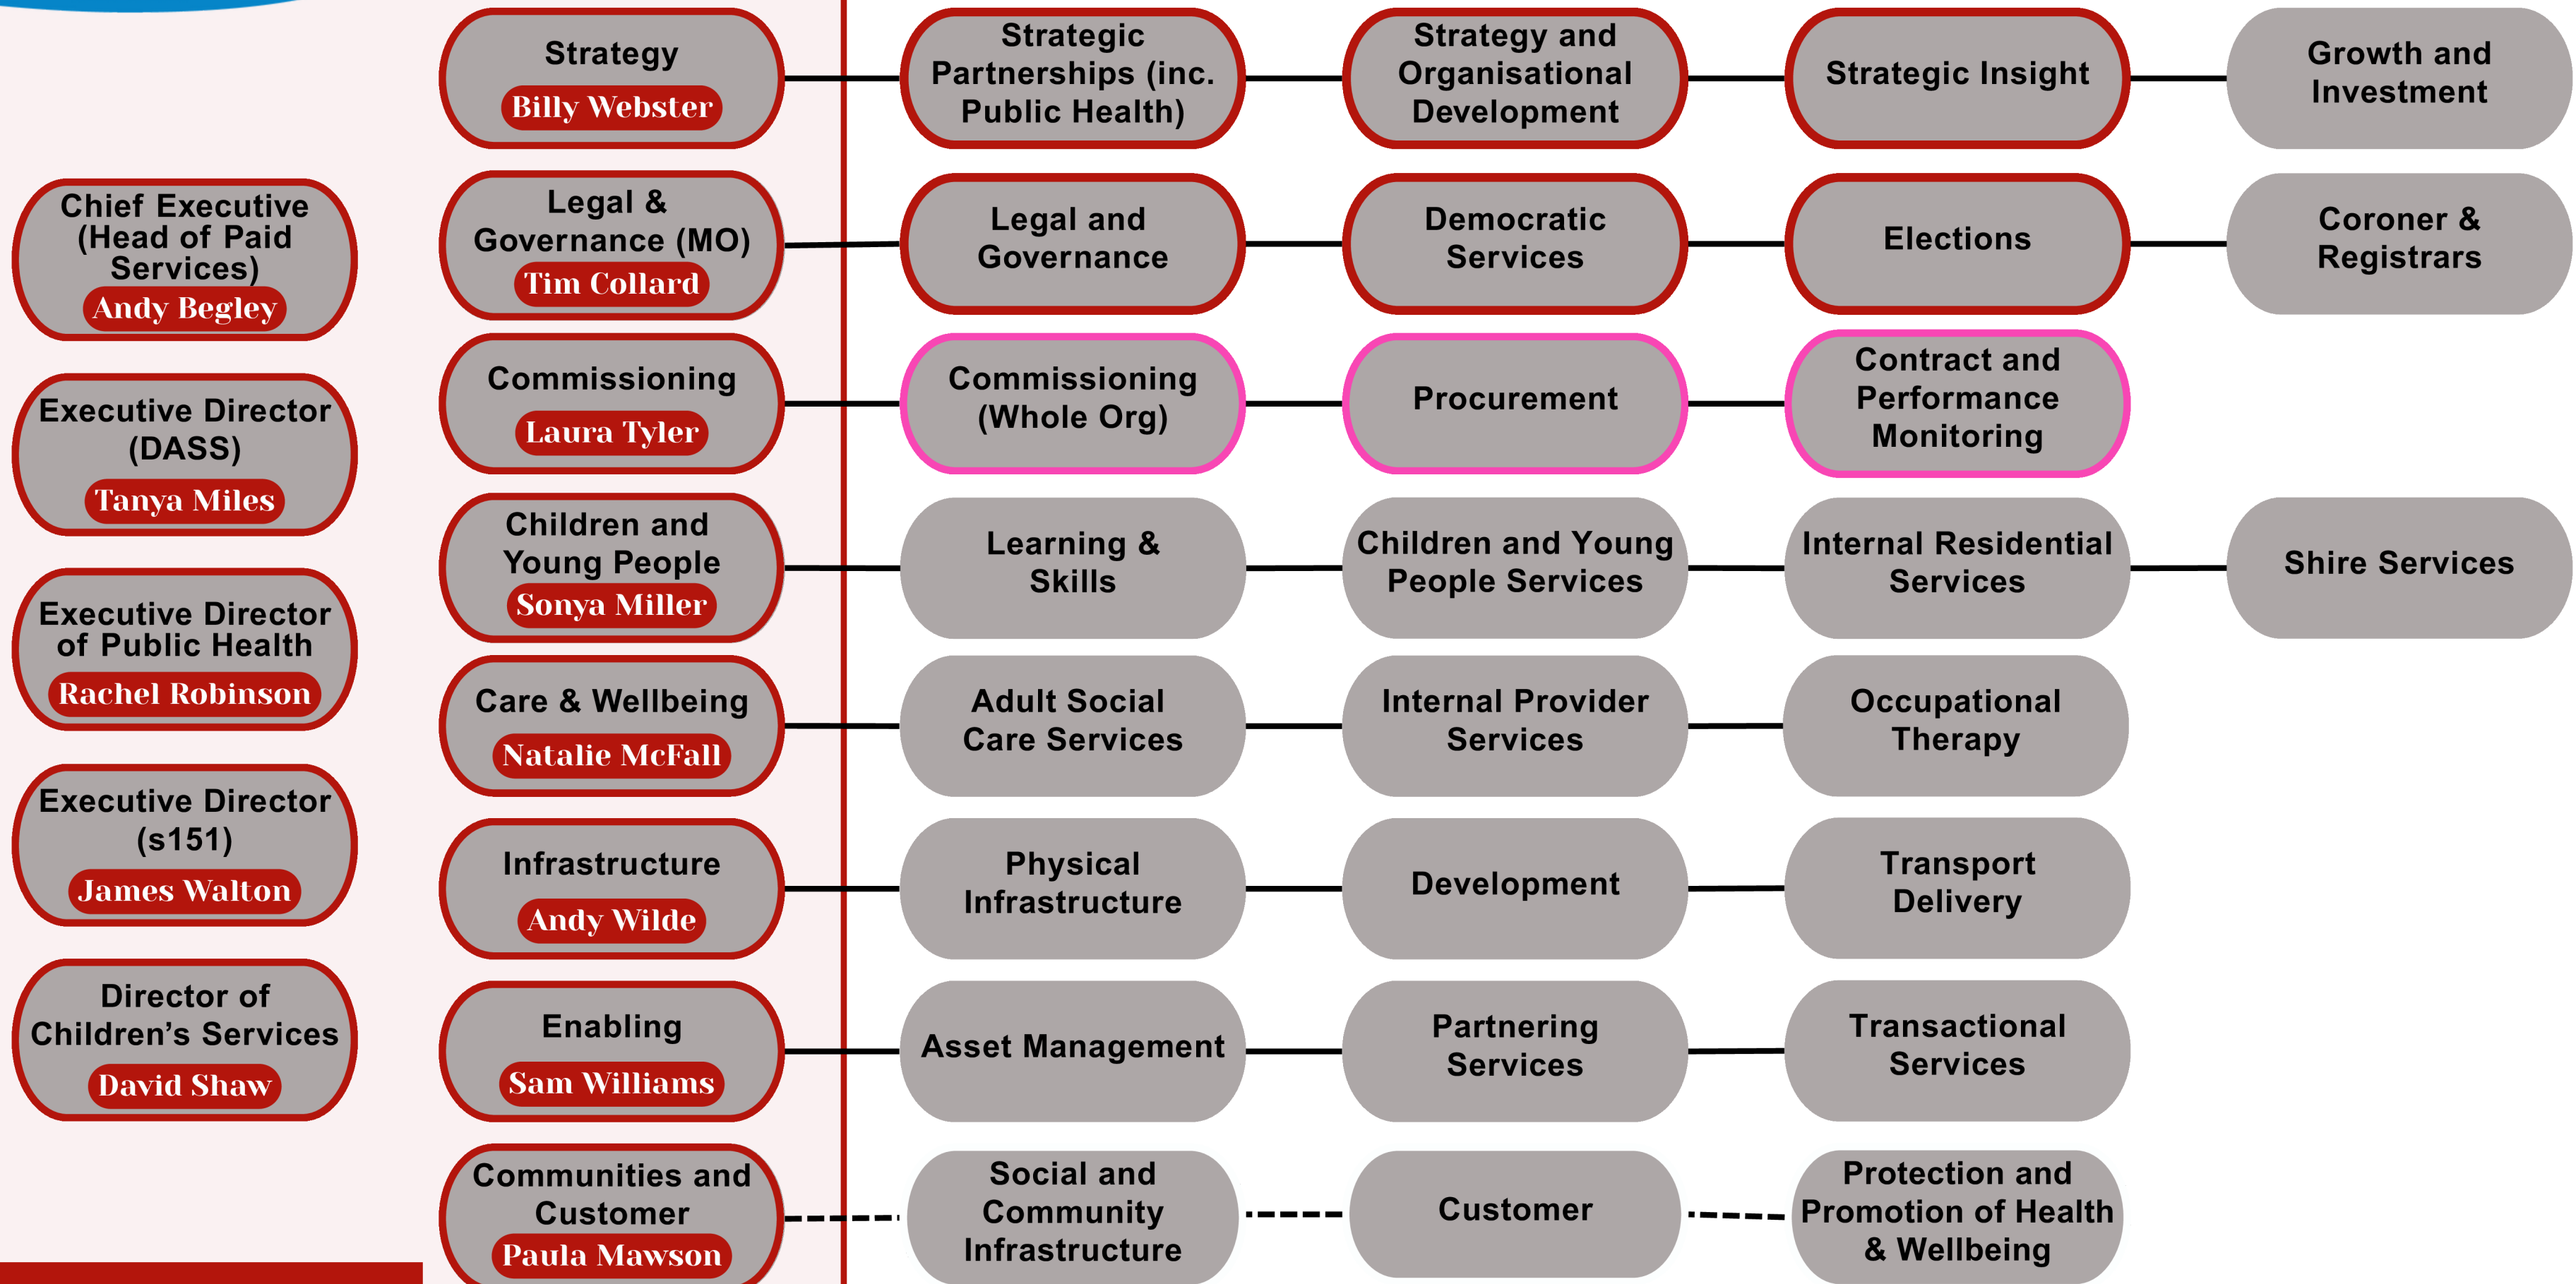 Chief Executive
(Head of Paid
Services)
Andy Begley
Executive Director
(DASS)
Tanya Miles
Executive Director
of Public Health
Rachel Robinson
Executive Director
(s151)
James Walton
Director of
Children’s Services
David Shaw
Strategy
Billy Webster
Strategic
Partnerships (inc.
Public Health)
Strategy and
Organisational
Development
Strategic Insight
Growth and
Investment
Legal &
Governance (MO)
Tim Collard
Legal and
Governance
Democratic
Services
Elections
Coroner &
Registrars
Commissioning
Laura Tyler
Commissioning
(Whole Org)
Procurement
Contract and
Performance
Monitoring
Children and
Young People
Sonya Miller
Learning &
Skills
Children and Young
People Services
Internal Residential
Services
Shire Services
Care & Wellbeing
Natalie McFall
Adult Social
Care Services
Internal Provider
Services
Occupational
Therapy
Infrastructure
Andy Wilde
Physical
Infrastructure
Development
Transport
Delivery
Enabling
Sam Williams
Asset Management
Partnering
Services
Transactional
Services
Communities and
Customer
Paula Mawson
Social and
Community
Infrastructure
Customer
Protection and
Promotion of Health
& Wellbeing